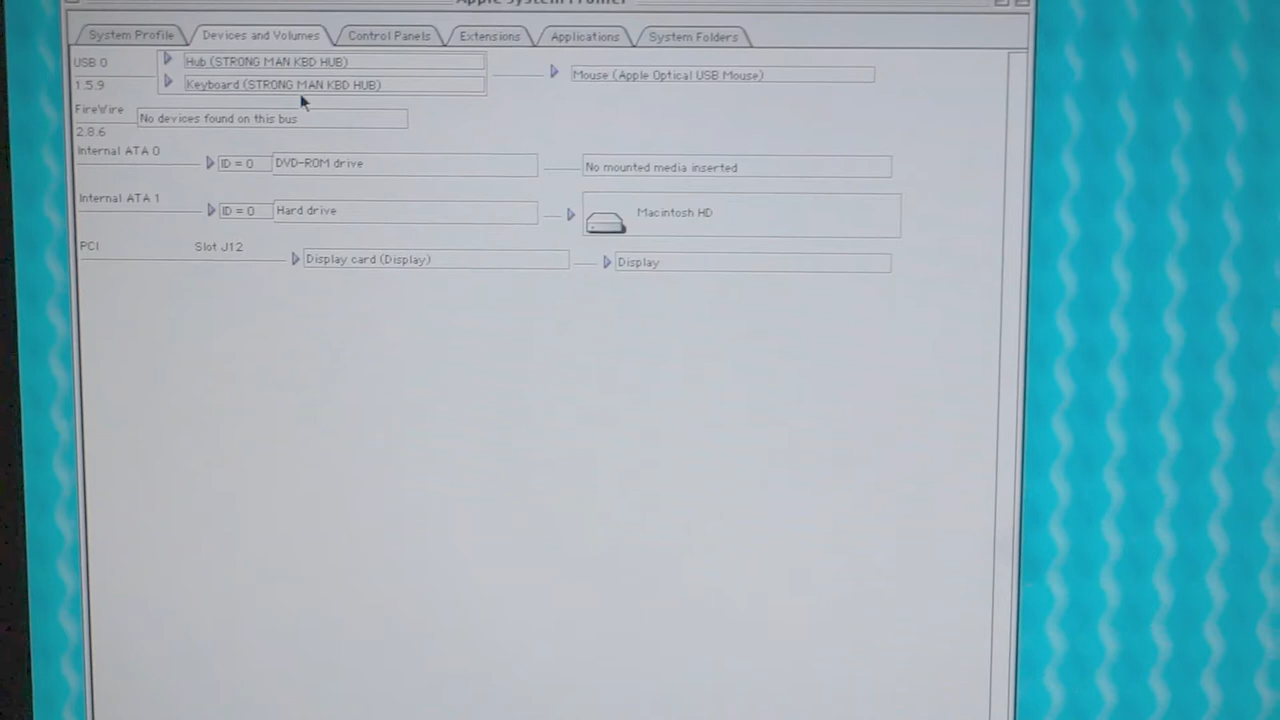 Apple System Profiler
System Profile Devices and Volumes Control Panels Extensions Applications System Folders
USB 0 Hub (STRONG MAN KBD HUB) Mouse (Apple Optical USB Mouse)
1.5.9 Keyboard (STRONG MAN KBD HUB)
FireWire No devices found on this bus
2.8.6
Internal ATA 0 ID = 0 DVD-ROM drive No mounted media inserted
Internal ATA 1 ID = 0 Hard drive Macintosh HD
PCI Slot J12 Display card (Display) Display